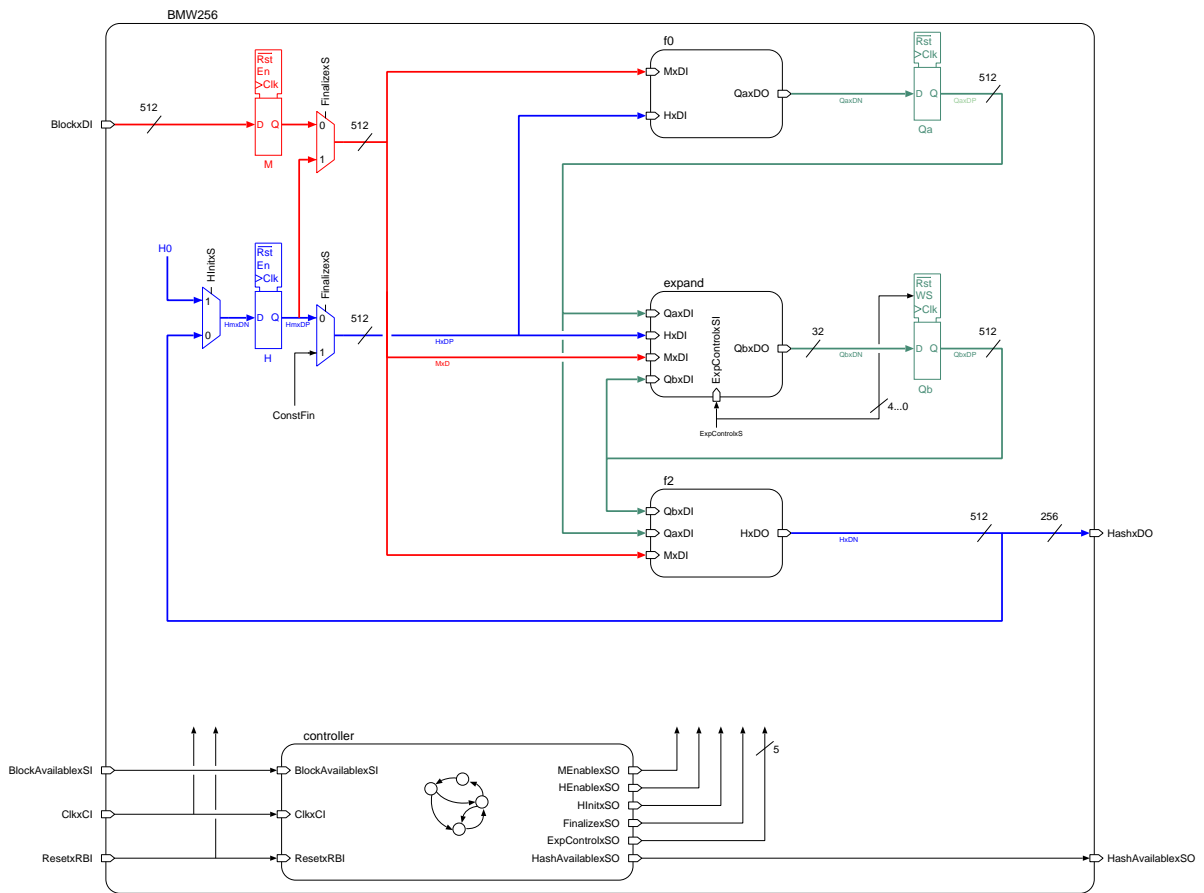 BMW256
BlockxDI
512
Rst
En
>Clk
D Q
M
FinalizexS
0
1
512
f0
MxDI
HxDI
QaxDO
QaxDN
Rst
>Clk
D Q
Qa
QaxDP
512
H0
HInitxS
1
0
HmxDN
Rst
En
>Clk
D Q
H
HmxDP
FinalizexS
0
1
512
ConstFin
HxDP
MxD
expand
QaxDI
HxDI
MxDI
QbxDI
ExpControlxSI
QbxDO
ExpControlxS
32
QbxDN
4...0
Rst
WS
>Clk
D Q
Qb
QbxDP
512
f2
QbxDI
QaxDI
MxDI
HxDO
HxDN
512
256
HashxDO
controller
BlockAvailablexSI
BlockAvailablexSI
ClkxCI
ClkxCI
ResetxRBI
ResetxRBI
MEnablexSO
HEnablexSO
HInitxSO
FinalizexSO
ExpControlxSO
HashAvailablexSO
5
HashAvailablexSO